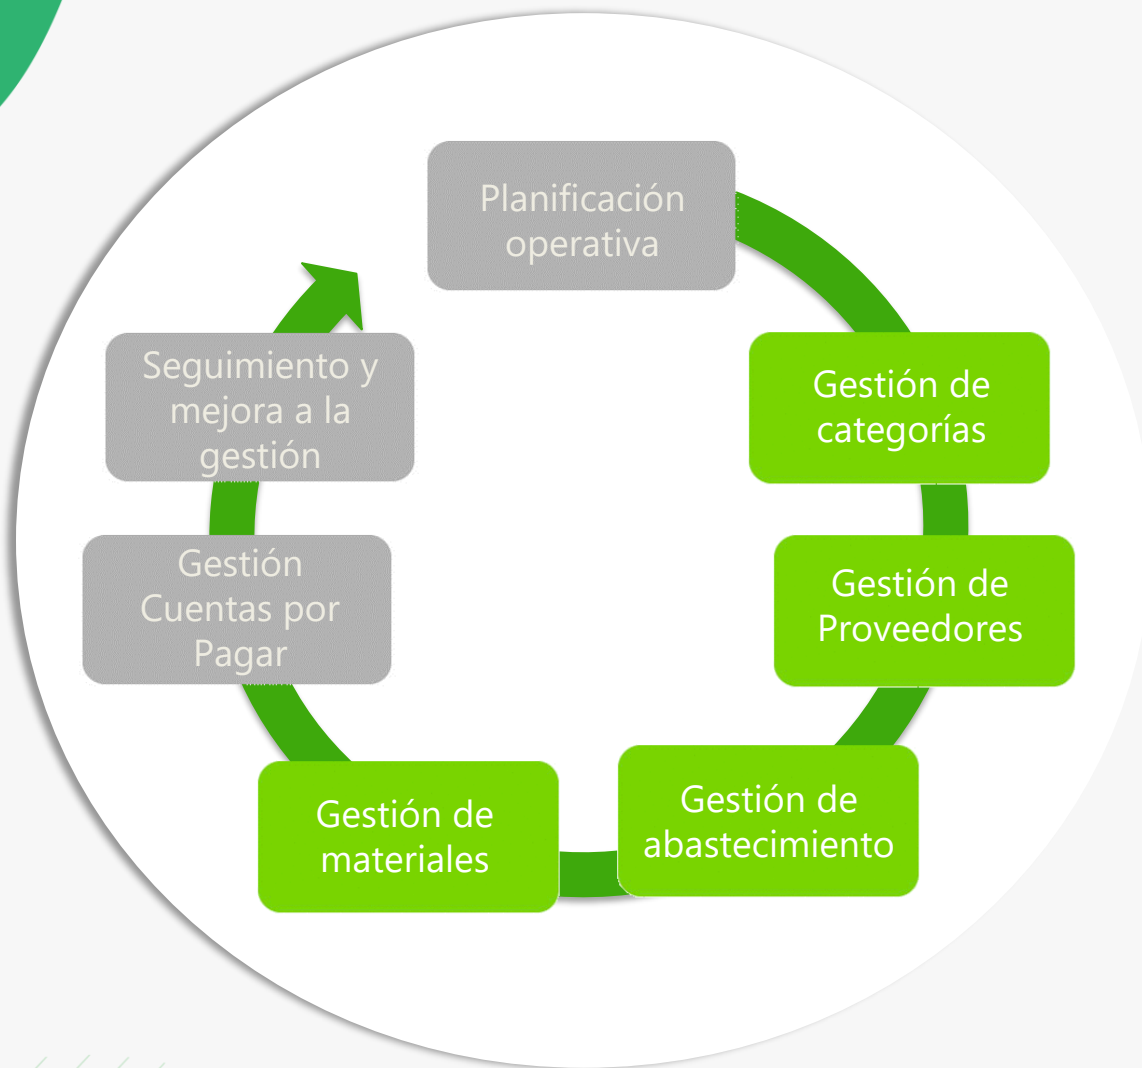 Planificación
operativa
Gestión de
categorías
Gestión de
Proveedores
Gestión de
abastecimiento
Gestión de
materiales
Gestión
Cuentas por
Pagar
Seguimiento y
mejora a la
gestión